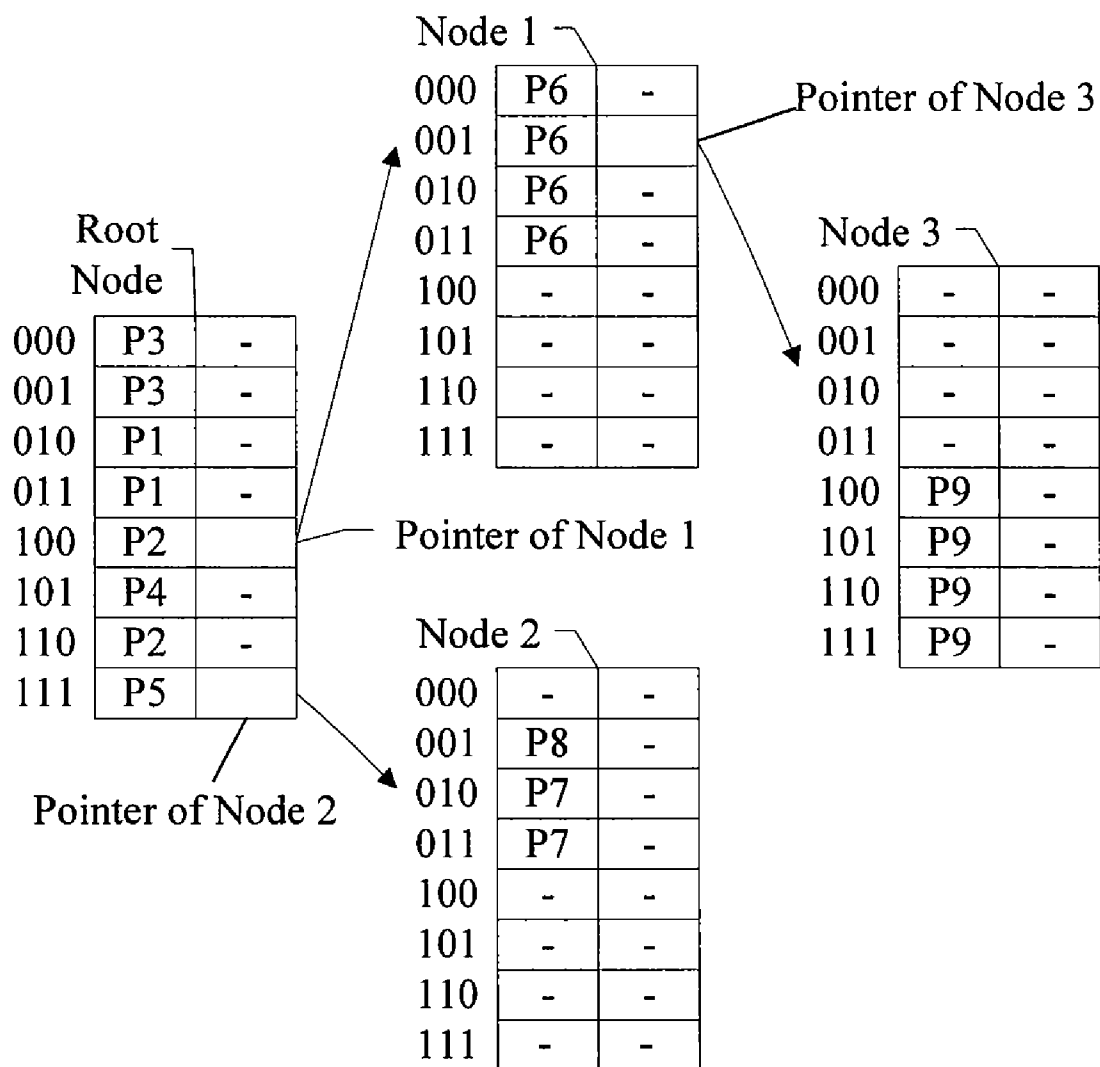 Root
Node
000 P3 -
001 P3 -
010 P1 -
011 P1 -
100 P2
101 P4 -
110 P2 -
111 P5
Pointer of Node 2
Pointer of Node 1
Node 1
000 P6 -
001 P6
010 P6 -
011 P6 -
100 - -
101 - -
110 - -
111 - -
Pointer of Node 3
Node 2
000 - -
001 P8 -
010 P7 -
011 P7 -
100 - -
101 - -
110 - -
111 - -
Node 3
000 - -
001 - -
010 - -
011 - -
100 P9 -
101 P9 -
110 P9 -
111 P9 -